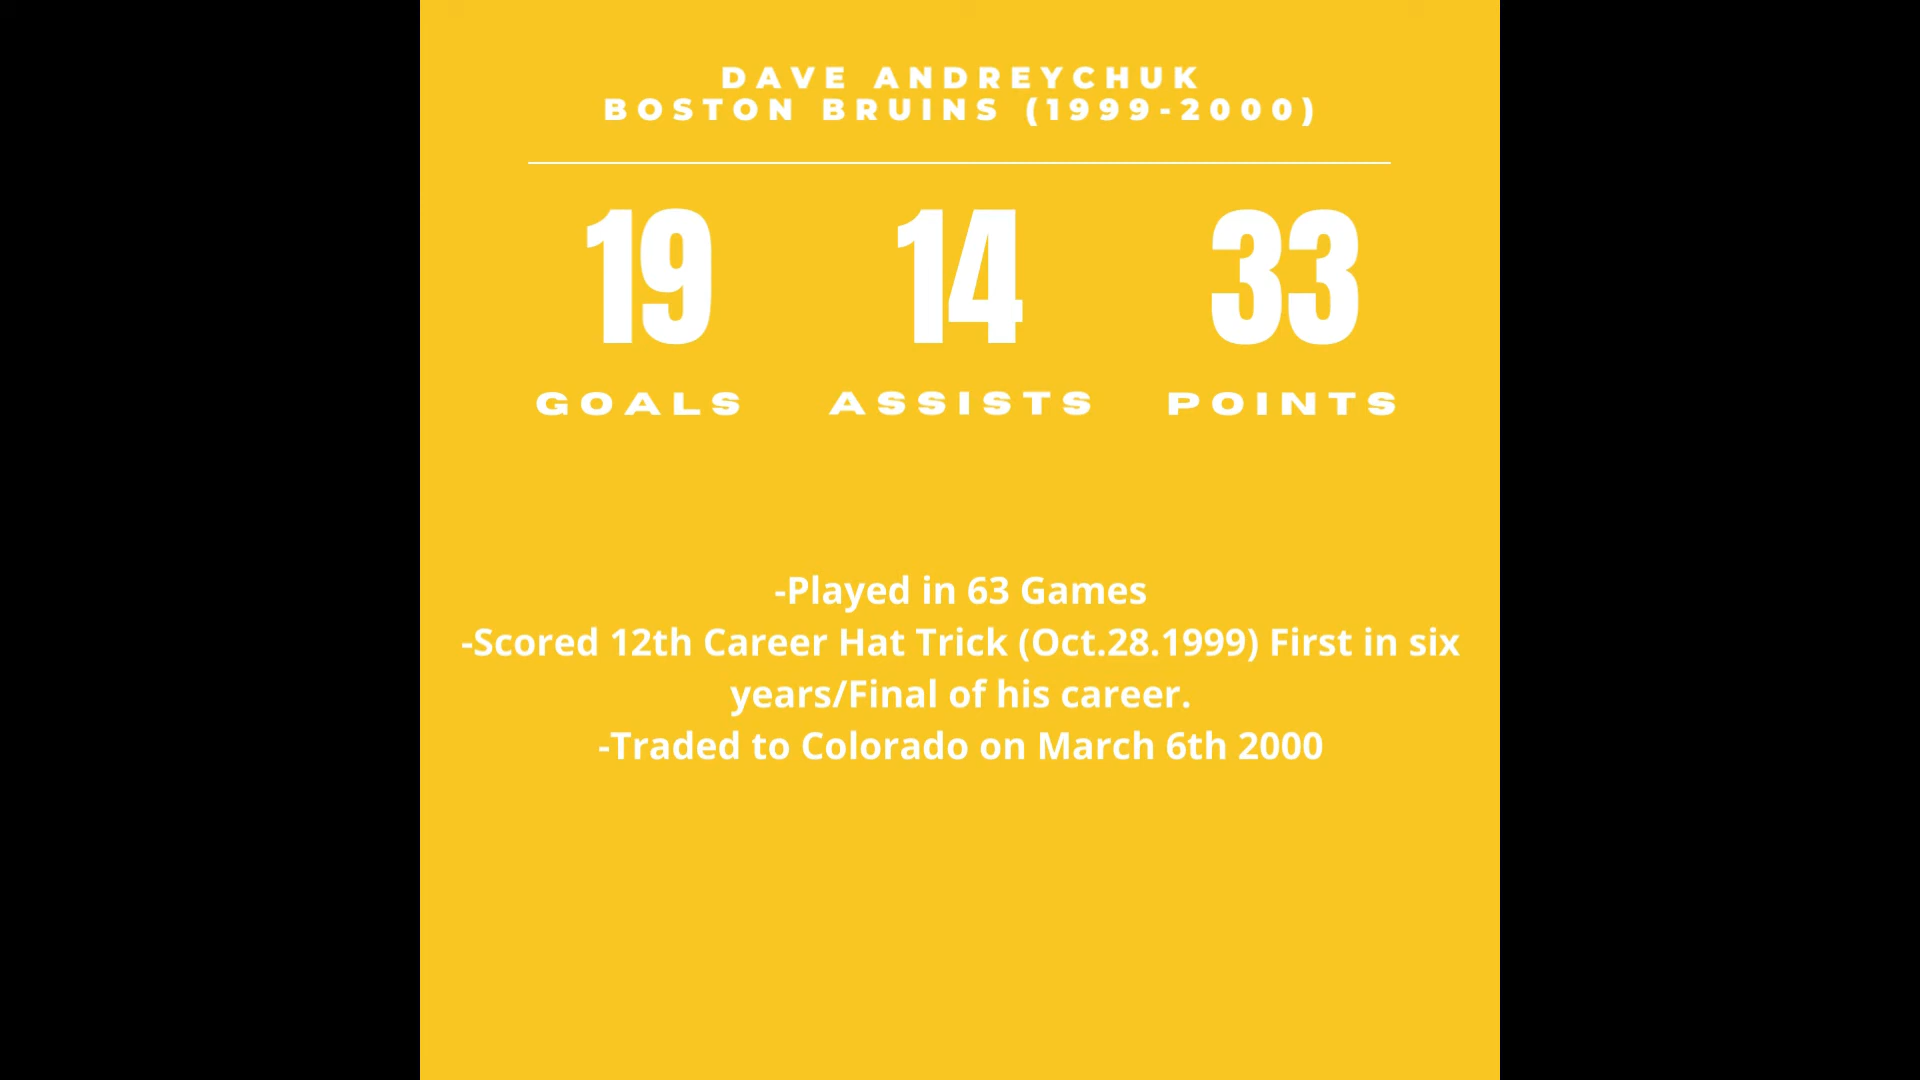 DAVE ANDREYCHUK
BOSTON BRUINS (1999-2000)
19 14 33
GOALS ASSISTS POINTS
-Played in 63 Games
-Scored 12th Career Hat Trick (Oct.28.1999) First in six
years/Final of his career.
-Traded to Colorado on March 6th 2000